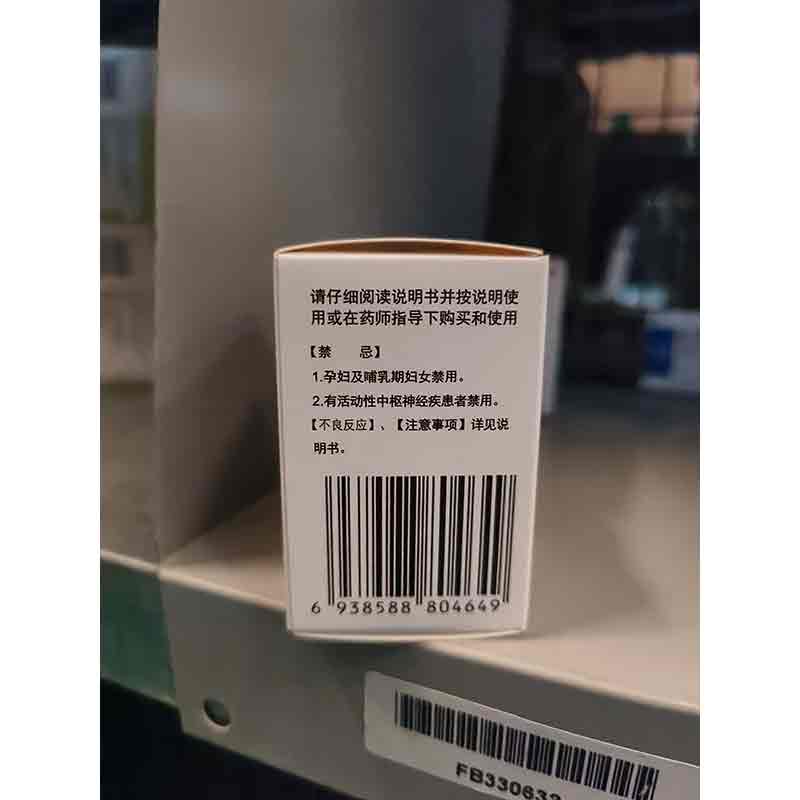 请仔细阅读说明书并按说明使
用或在药师指导下购买和使用
【禁　忌】
1.孕妇及哺乳期妇女禁用。
2.有活动性中枢神经疾患者禁用。
【不良反应】、【注意事项】详见说
明书。
6 938588 804649